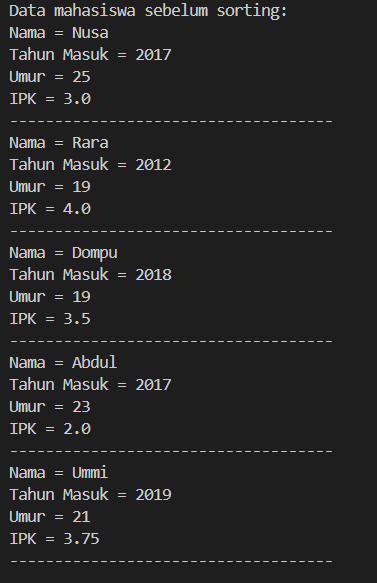 Data mahasiswa sebelum sorting:
Nama = Nusa
Tahun Masuk = 2017
Umur = 25
IPK = 3.0
------------------------------------
Nama = Rara
Tahun Masuk = 2012
Umur = 19
IPK = 4.0
------------------------------------
Nama = Dompu
Tahun Masuk = 2018
Umur = 19
IPK = 3.5
------------------------------------
Nama = Abdul
Tahun Masuk = 2017
Umur = 23
IPK = 2.0
------------------------------------
Nama = Ummi
Tahun Masuk = 2019
Umur = 21
IPK = 3.75
------------------------------------